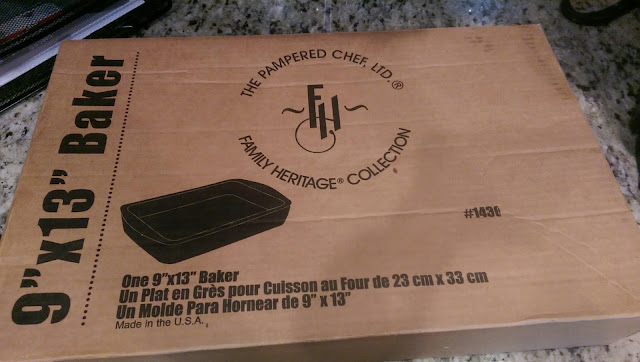 9"x13" Baker
THE PAMPERED CHEF, LTD.®
FH
FAMILY HERITAGE® COLLECTION
#1430
One 9"x13" Baker
Un Plat en Grès pour Cuisson au Four de 23 cm x 33 cm
Un Molde Para Hornear de 9" x 13"
Made in the U.S.A.